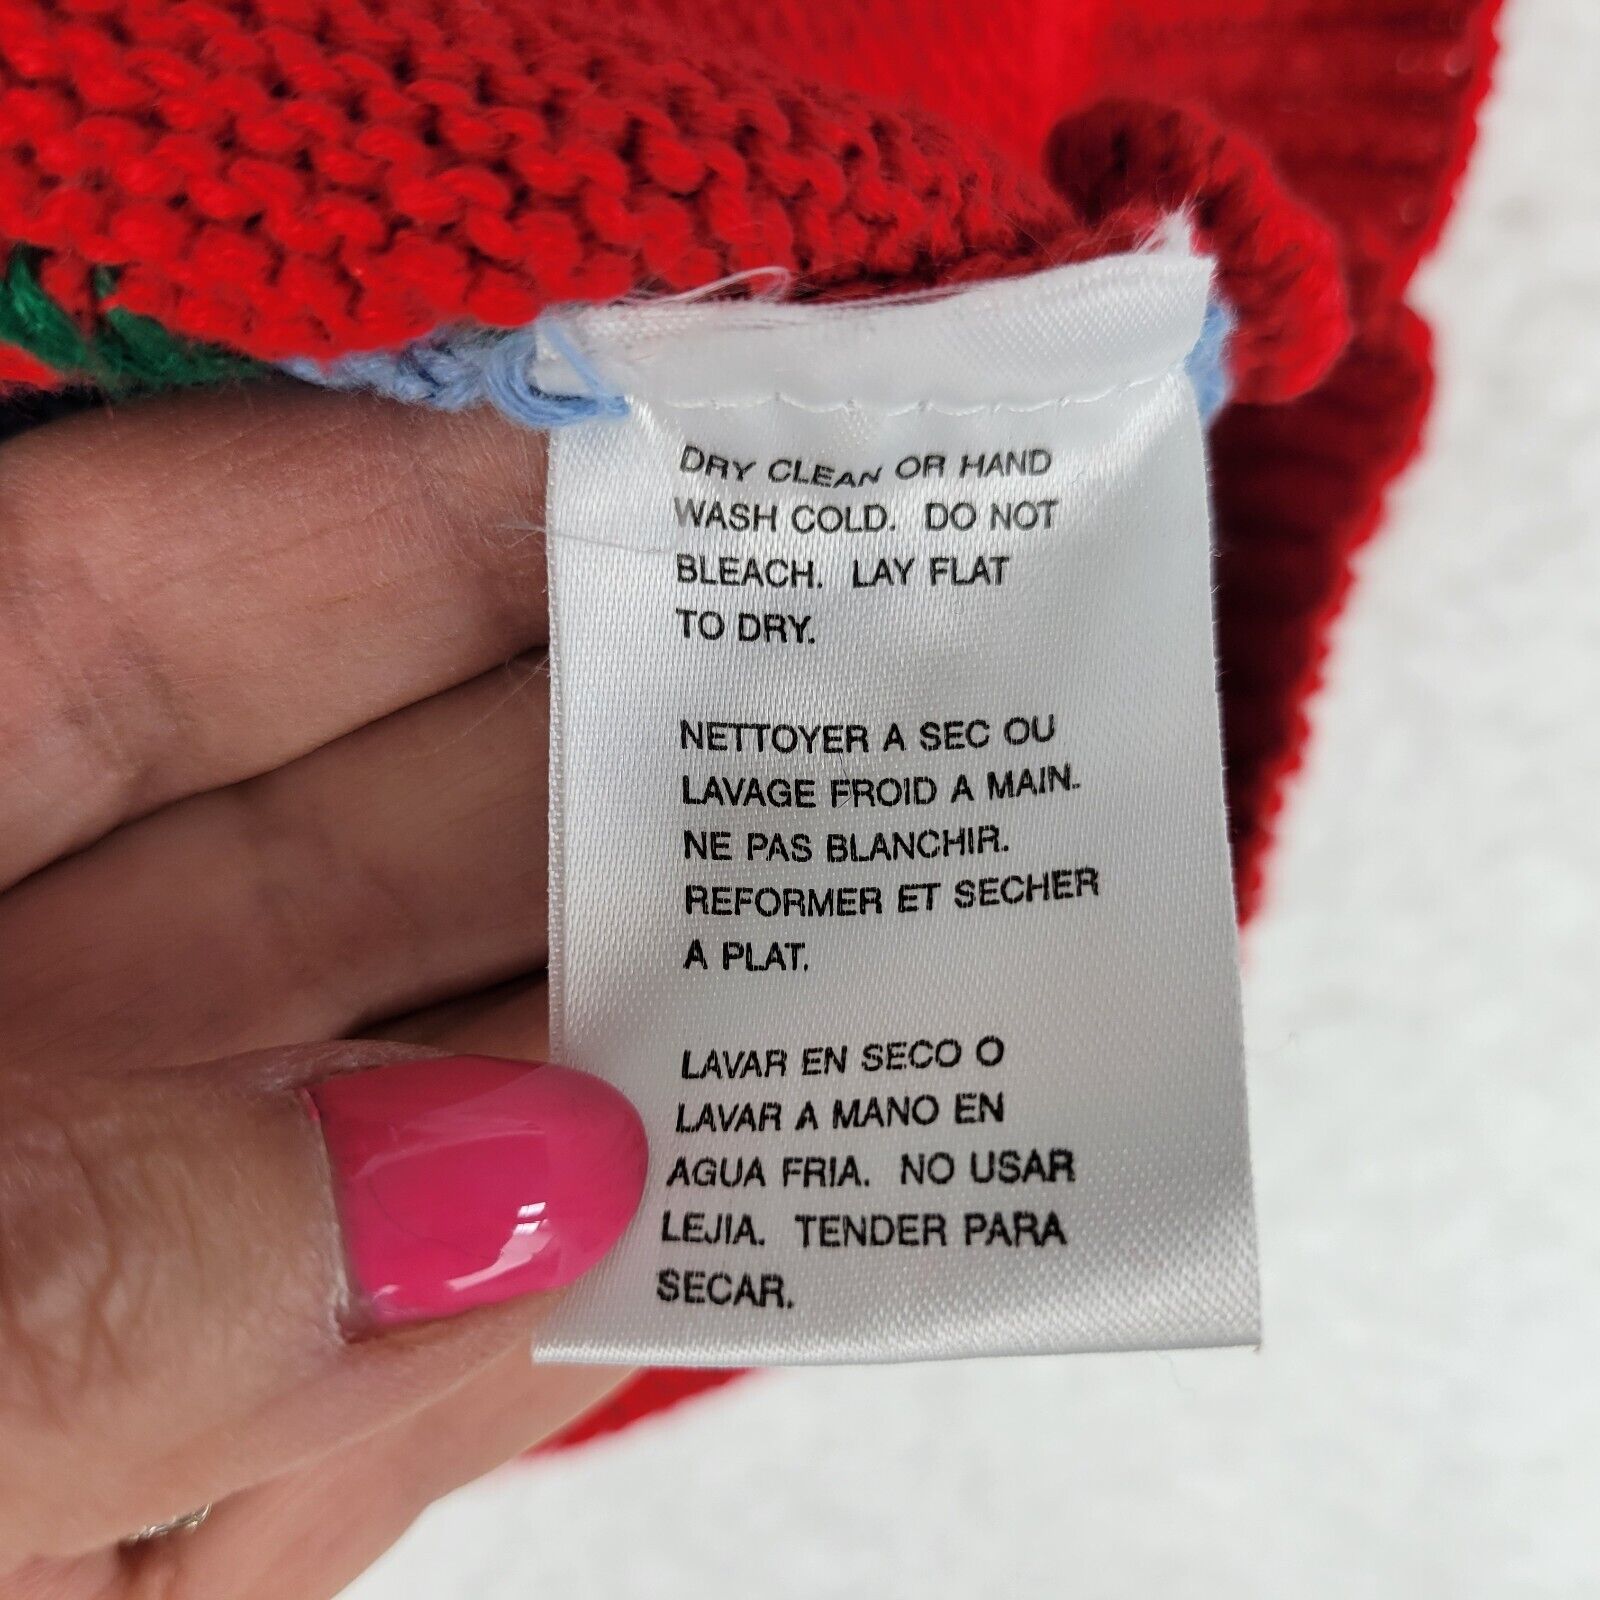 DRY CLEAN OR HAND
WASH COLD. DO NOT
BLEACH. LAY FLAT
TO DRY.
NETTOYER A SEC OU
LAVAGE FROID A MAIN.
NE PAS BLANCHIR.
REFORMER ET SECHER
A PLAT.
LAVAR EN SECO O
LAVAR A MANO EN
AGUA FRIA. NO USAR
LEJIA. TENDER PARA
SECAR.